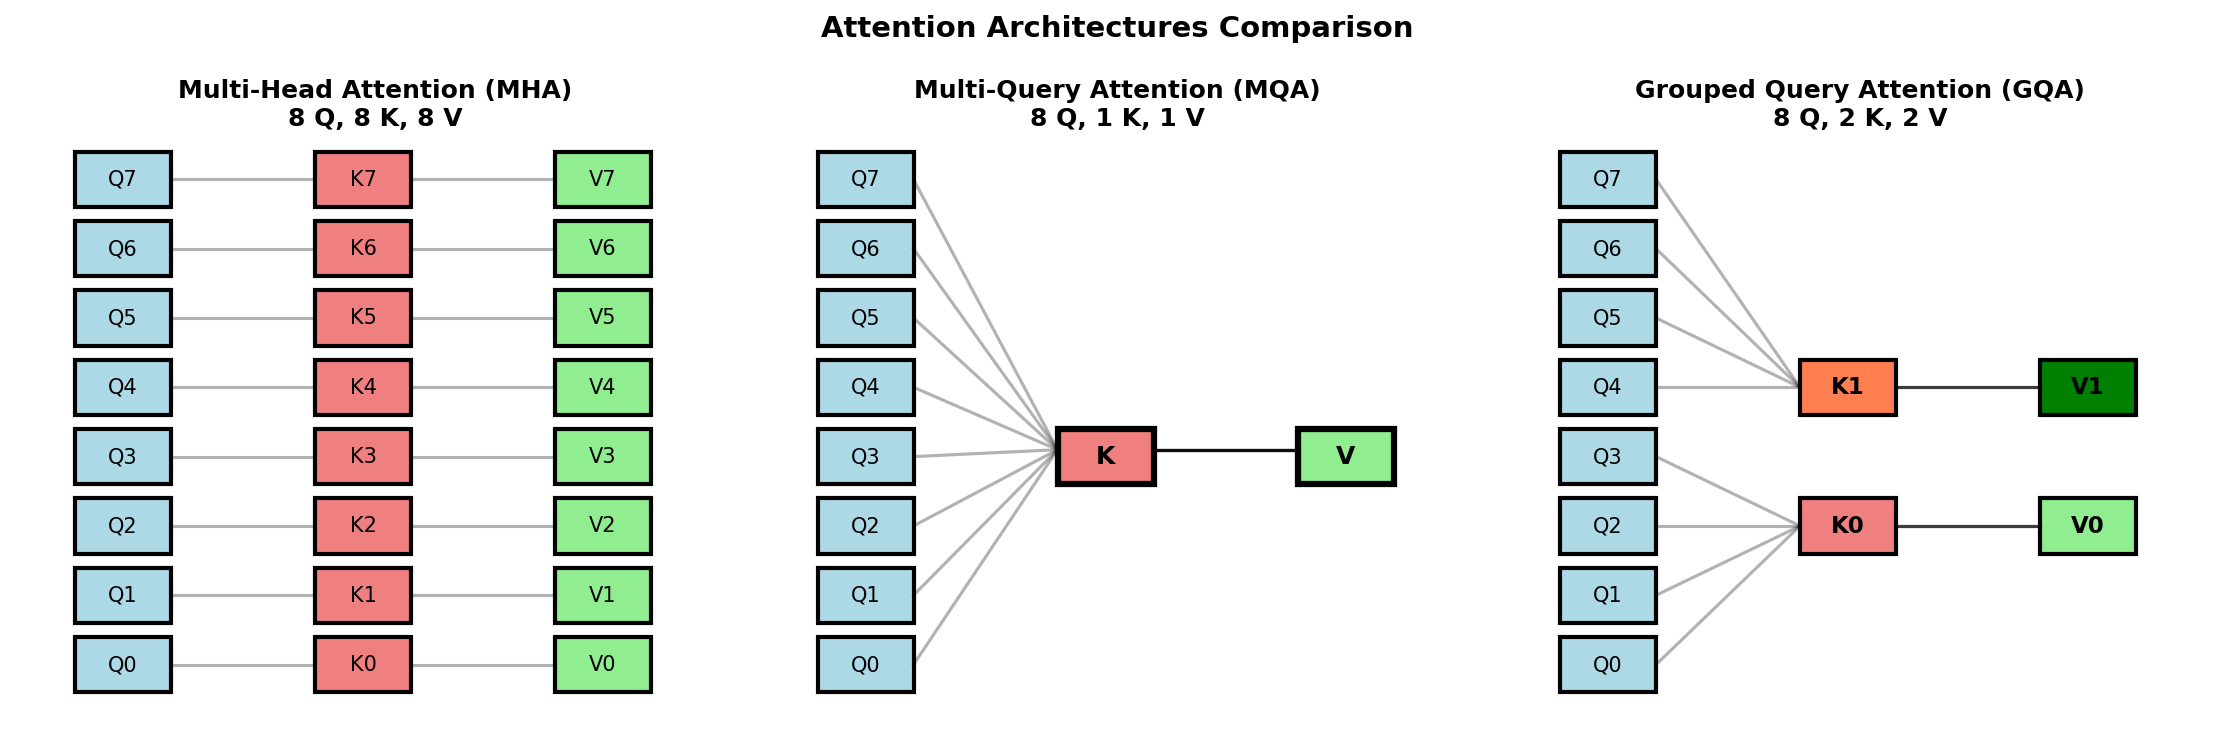 Attention Architectures Comparison
Multi-Head Attention (MHA)
8 Q, 8 K, 8 V
Q7 K7 V7
Q6 K6 V6
Q5 K5 V5
Q4 K4 V4
Q3 K3 V3
Q2 K2 V2
Q1 K1 V1
Q0 K0 V0
Multi-Query Attention (MQA)
8 Q, 1 K, 1 V
Q7
Q6
Q5
Q4
Q3 K V
Q2
Q1
Q0
Grouped Query Attention (GQA)
8 Q, 2 K, 2 V
Q7
Q6
Q5
Q4 K1 V1
Q3
Q2 K0 V0
Q1
Q0